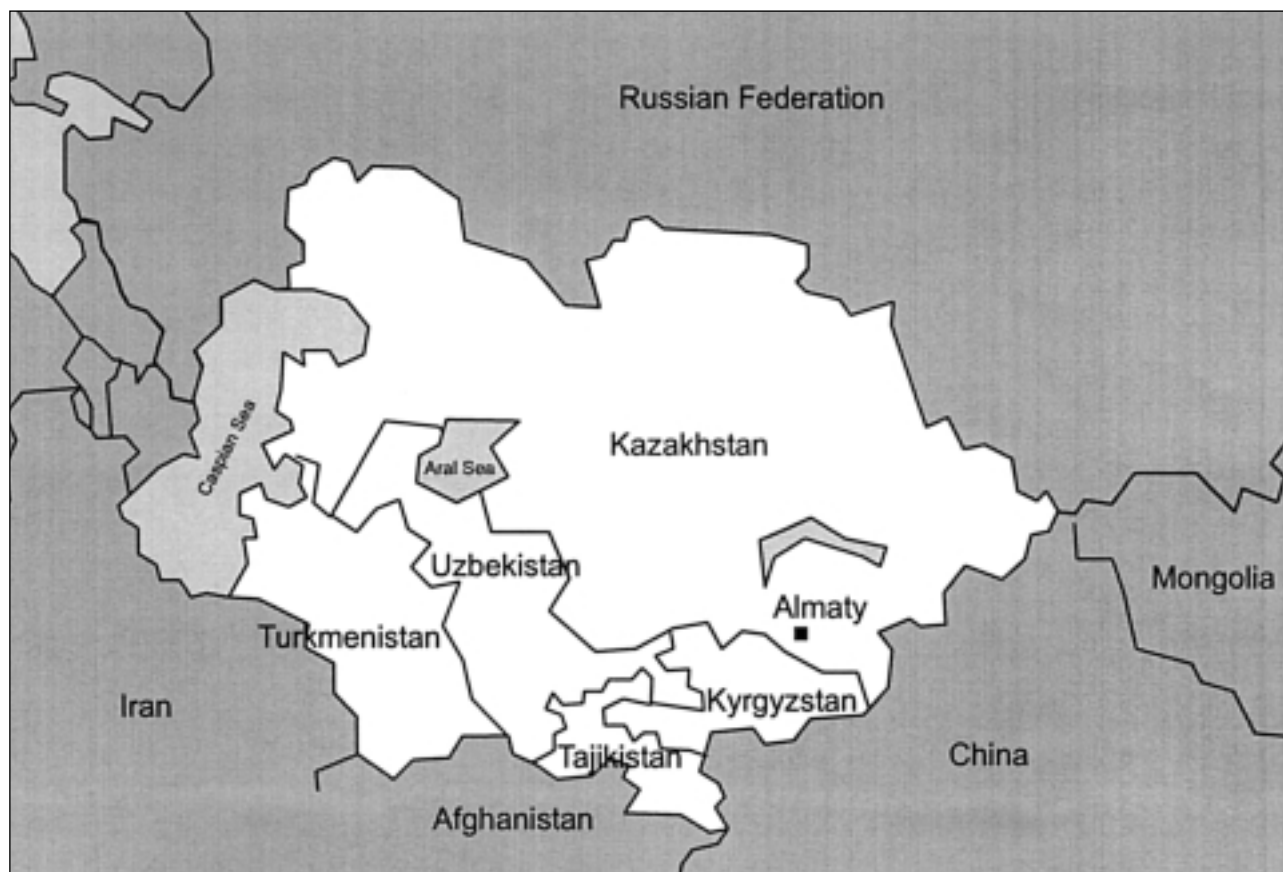 Russian Federation
Caspian Sea
Aral Sea
Kazakhstan
Uzbekistan
Mongolia
Almaty
Turkmenistan
Iran
Kyrgyzstan
Tajikistan
China
Afghanistan